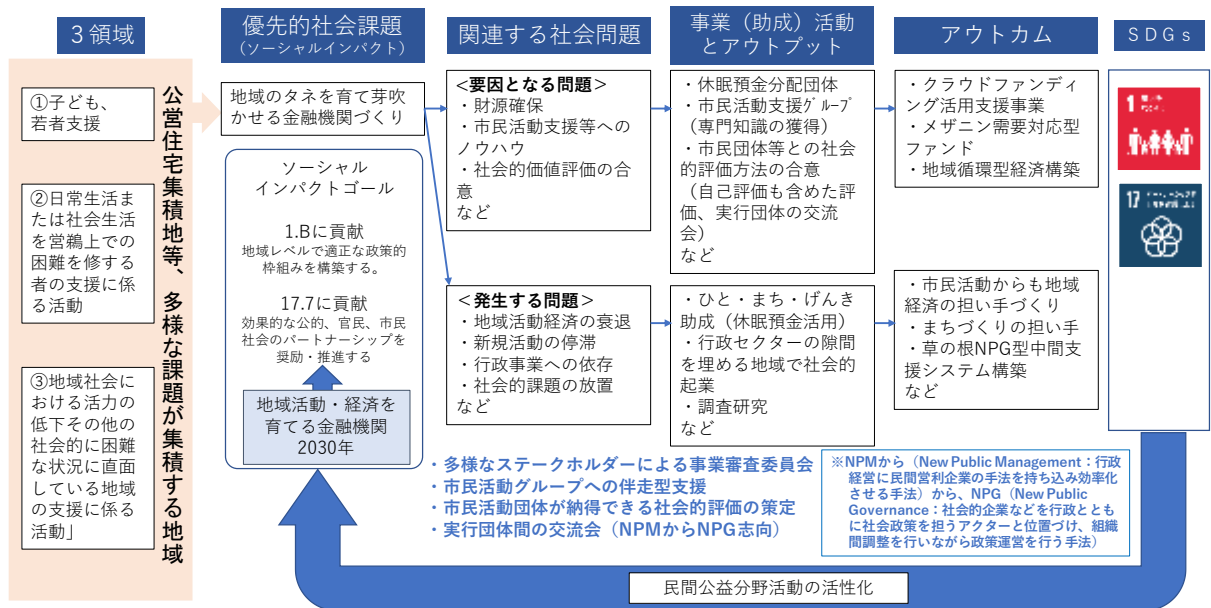 3領域
優先的社会課題
(ソーシャルインパクト)
関連する社会問題
事業（助成）活動
とアウトプット
アウトカム
SDGs
①子ども、
若者支援
②日常生活ま
たは社会生活
を営鵜上での
困難を修する
者の支援に係
る活動
③地域社会に
おける活力の
低下その他の
社会的に困難
な状況に直面
している地域
の支援に係る
活動」
公営住宅集積地等、多様な課題が集積する地域
地域のタネを育て芽吹
かせる金融機関づくり
ソーシャル
インパクトゴール
1.Bに貢献
地域レベルで適正な政策的
枠組みを構築する。
17.7に貢献
効果的な公的、官民、市民
社会のパートナーシップを
奨励・推進する
地域活動・経済を
育てる金融機関
2030年
＜要因となる問題＞
・財源確保
・市民活動支援等への
ノウハウ
・社会的価値評価の合
意
など
＜発生する問題＞
・地域活動経済の衰退
・新規活動の停滞
・行政事業への依存
・社会的課題の放置
など
・休眠預金分配団体
・市民活動支援ｸﾞﾙｰﾌﾟ
（専門知識の獲得）
・市民団体等との社会
的評価方法の合意
（自己評価も含めた評
価、実行団体の交流
会）
など
・ひと・まち・げんき
助成（休眠預金活用）
・行政セクターの隙間
を埋める地域で社会的
起業
・調査研究
など
・クラウドファンディ
ング活用支援事業
・メザニン需要対応型
ファンド
・地域循環型経済構築
・市民活動からも地域
経済の担い手づくり
・まちづくりの担い手
・草の根NPG型中間支
援システム構築
など
1
17
・多様なステークホルダーによる事業審査委員会
・市民活動グループへの伴走型支援
・市民活動団体が納得できる社会的評価の策定
・実行団体間の交流会（NPMからNPG志向）
※NPMから（New Public Management：行政
経営に民間営利企業の手法を持ち込み効率化
させる手法）から、NPG（New Public
Governance：社会的企業などを行政ととも
に社会政策を担うアクターと位置づけ、組織
間調整を行いながら政策運営を行う手法）
民間公益分野活動の活性化